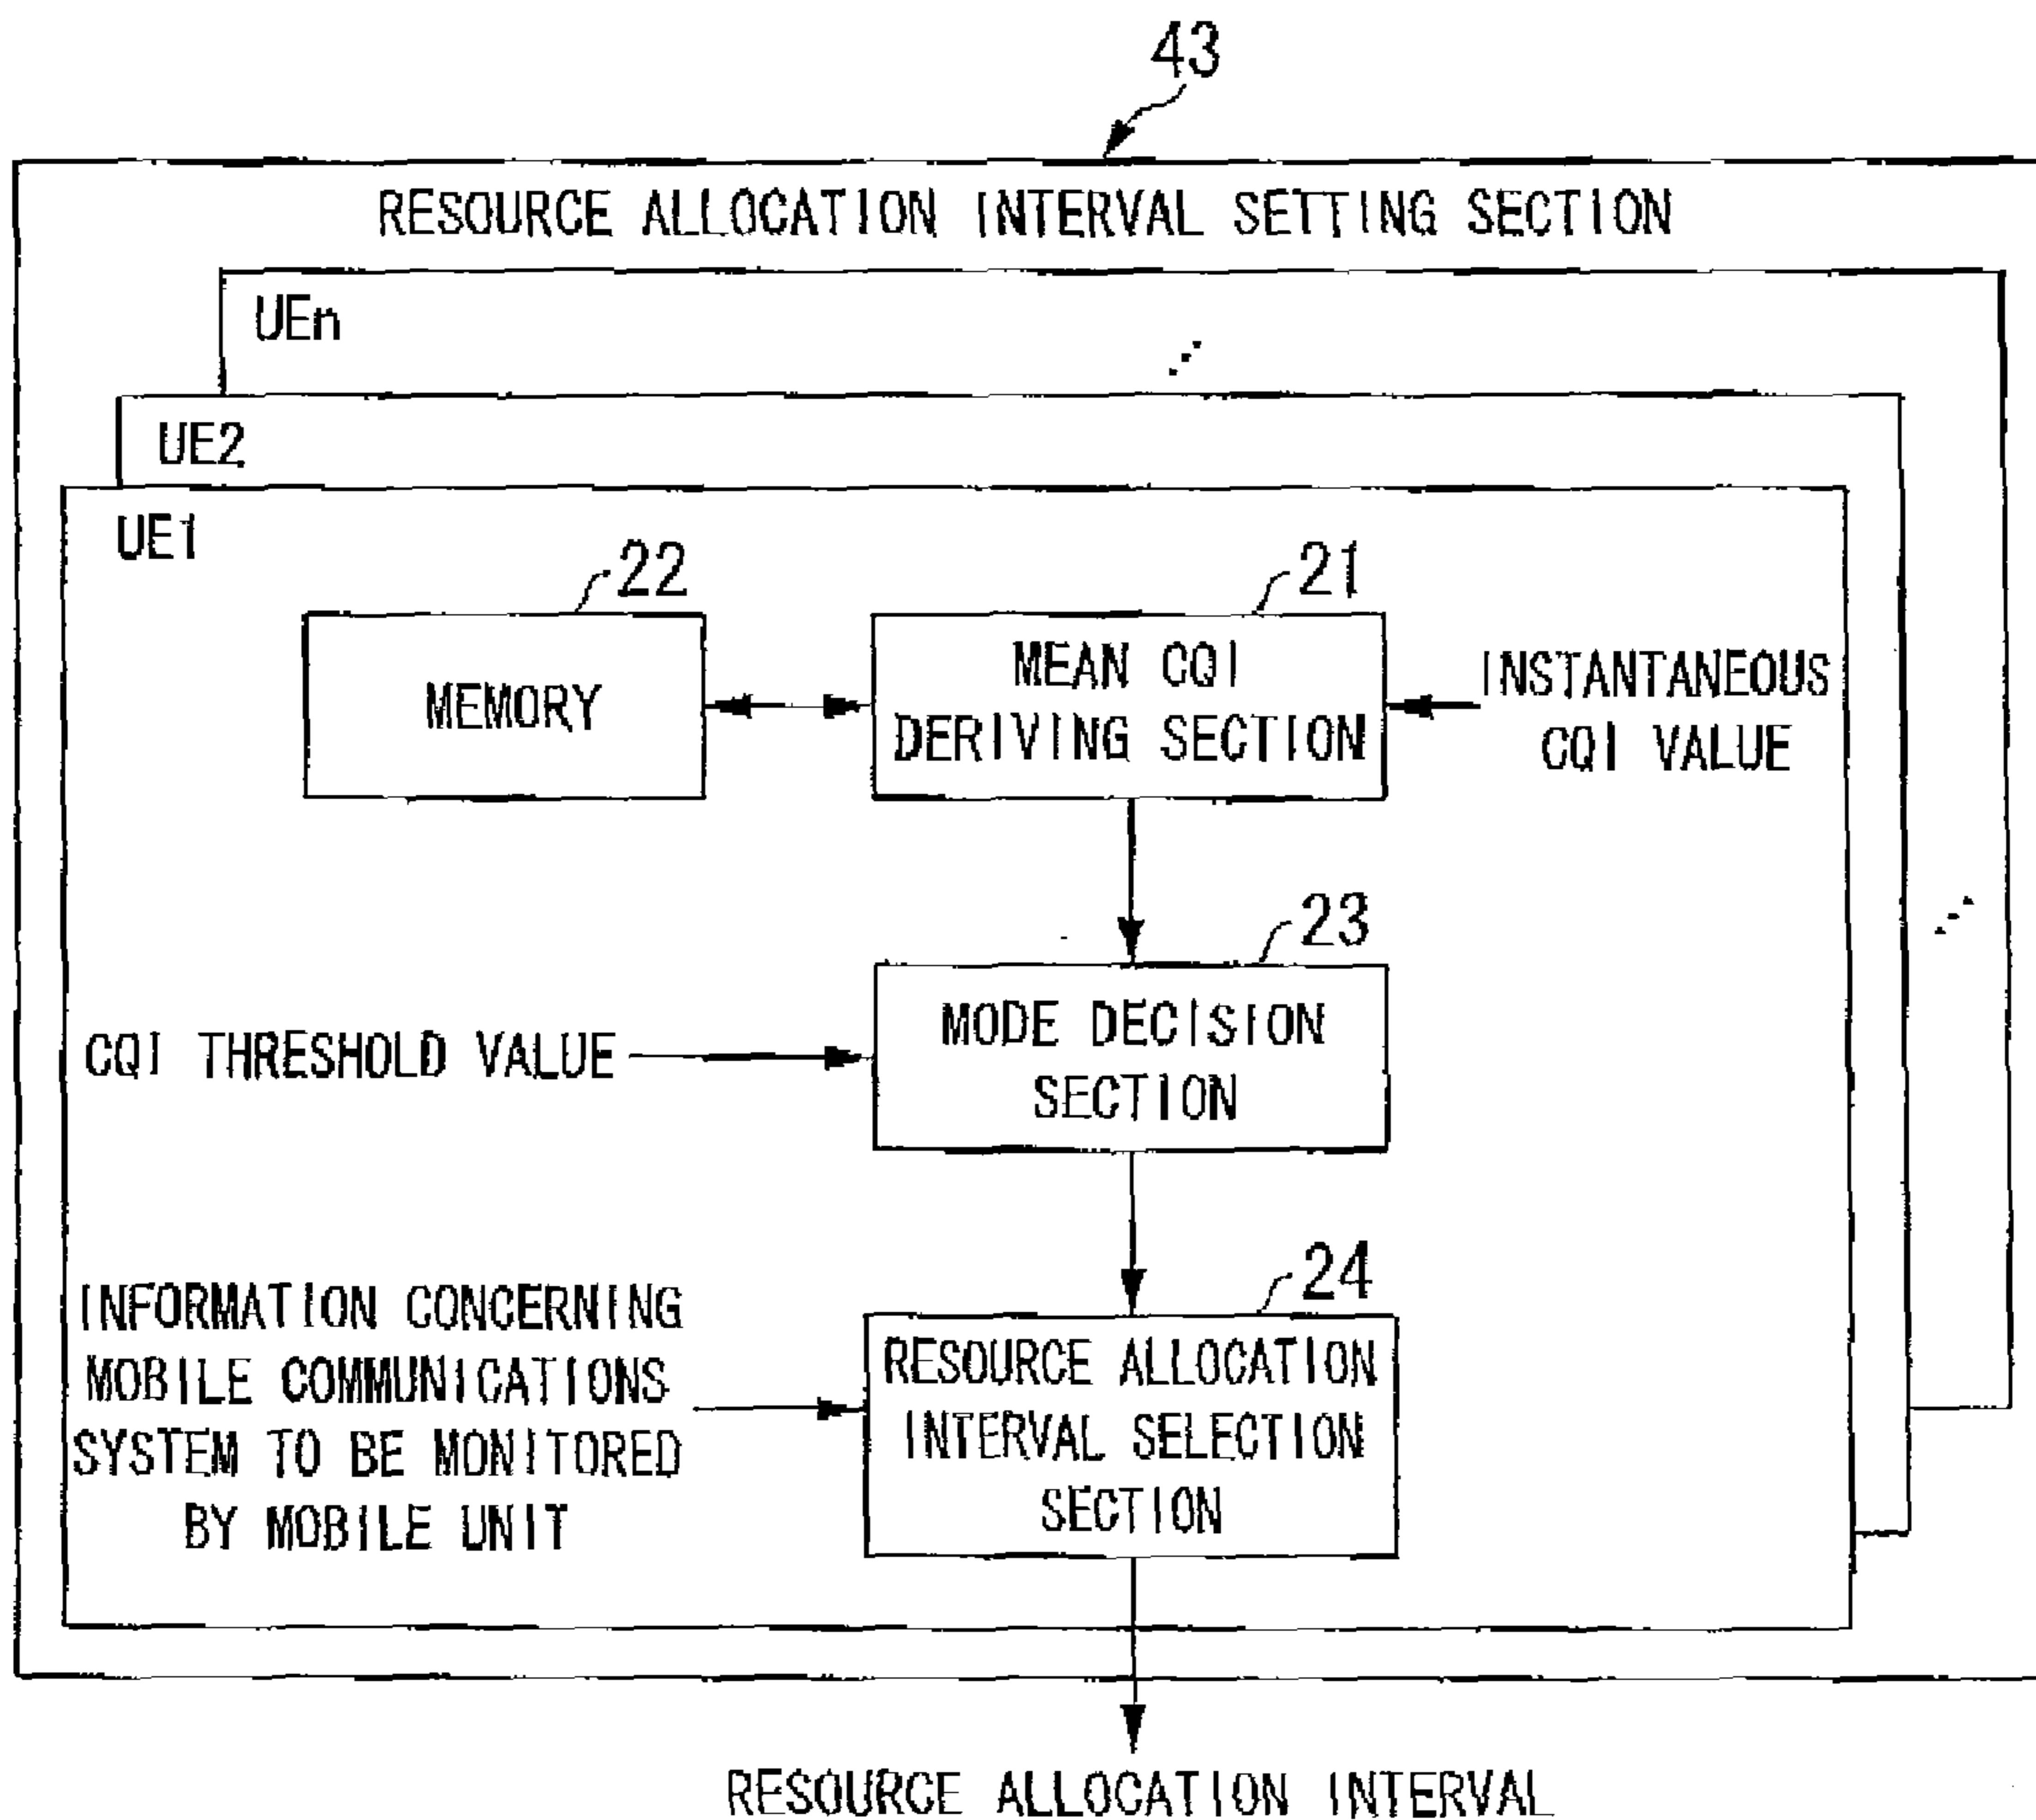 43
RESOURCE ALLOCATION INTERVAL SETTING SECTION
UEn
UE2
UE1
22
21
MEMORY
MEAN CQI
DERIVING SECTION
INSTANTANEOUS
CQI VALUE
23
CQI THRESHOLD VALUE
MODE DECISION
SECTION
24
INFORMATION CONCERNING
MOBILE COMMUNICATIONS
SYSTEM TO BE MONITORED
BY MOBILE UNIT
RESOURCE ALLOCATION
INTERVAL SELECTION
SECTION
RESOURCE ALLOCATION INTERVAL